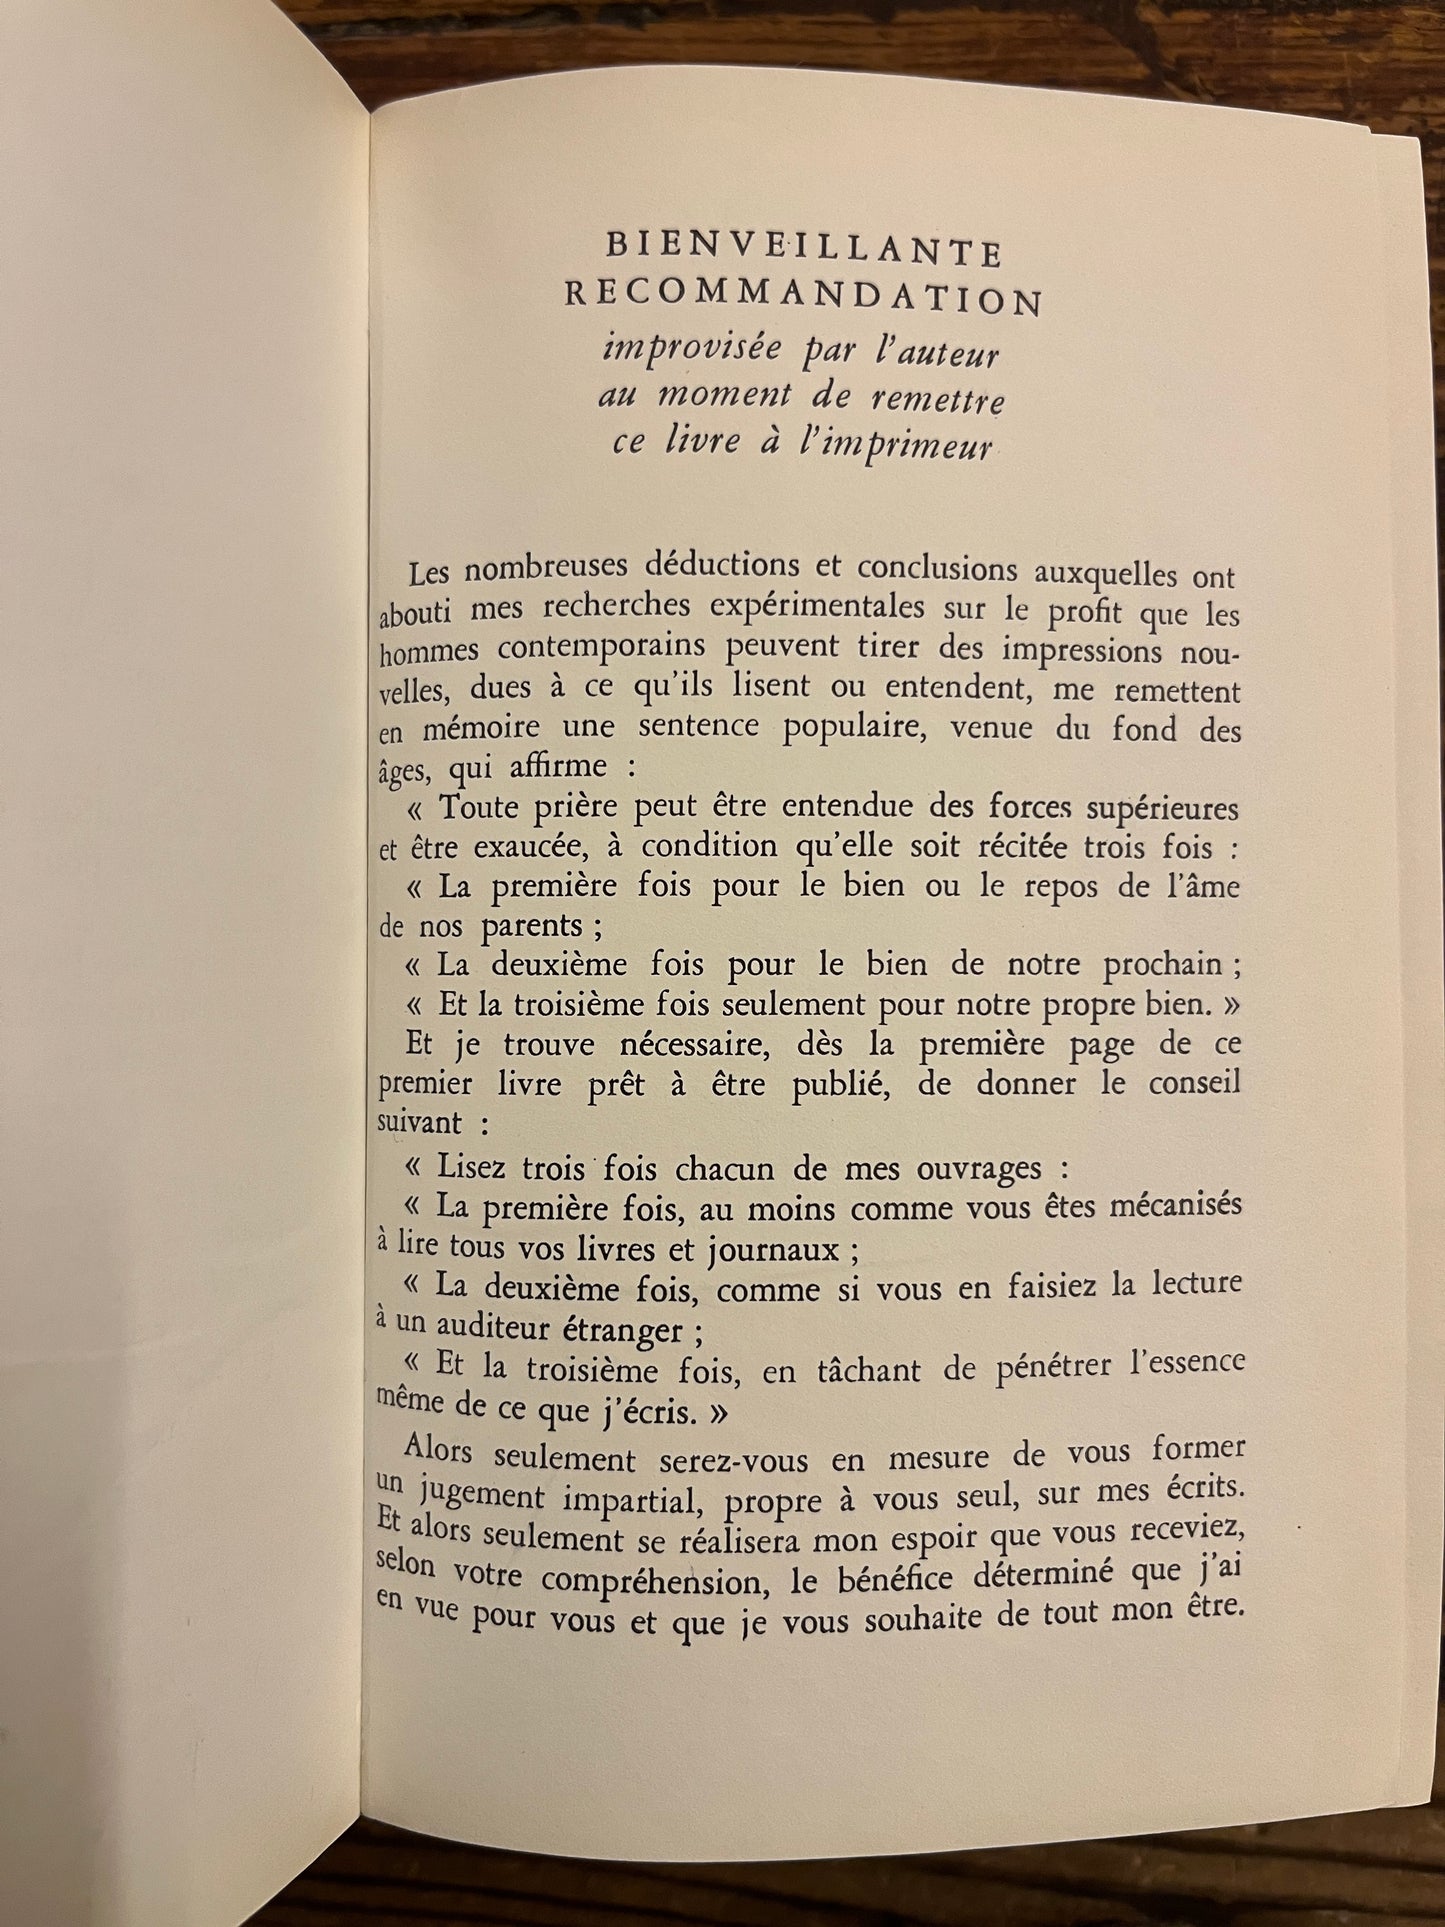 BIENVEILLANTE
RECOMMANDATION
improvisée par l'auteur
au moment de remettre
ce livre à l'imprimeur
Les nombreuses déductions et conclusions auxquelles ont
abouti mes recherches expérimentales sur le profit que les
hommes contemporains peuvent tirer des impressions nou-
velles, dues à ce qu'ils lisent ou entendent, me remettent
en mémoire une sentence populaire, venue du fond des
âges, qui affirme :
« Toute prière peut être entendue des forces supérieures
et être exaucée, à condition qu'elle soit récitée trois fois :
« La première fois pour le bien ou le repos de l'âme
de nos parents ;
« La deuxième fois pour le bien de notre prochain ;
« Et la troisième fois seulement pour notre propre bien. »
Et je trouve nécessaire, dès la première page de ce
premier livre prêt à être publié, de donner le conseil
suivant :
« Lisez trois fois chacun de mes ouvrages :
« La première fois, au moins comme vous êtes mécanisés
à lire tous vos livres et journaux ;
« La deuxième fois, comme si vous en faisiez la lecture
à un auditeur étranger ;
« Et la troisième fois, en tâchant de pénétrer l'essence
même de ce que j'écris. »
Alors seulement serez-vous en mesure de vous former
un jugement impartial, propre à vous seul, sur mes écrits.
Et alors seulement se réalisera mon espoir que vous receviez,
selon votre compréhension, le bénéfice déterminé que j'ai
en vue pour vous et que je vous souhaite de tout mon être.